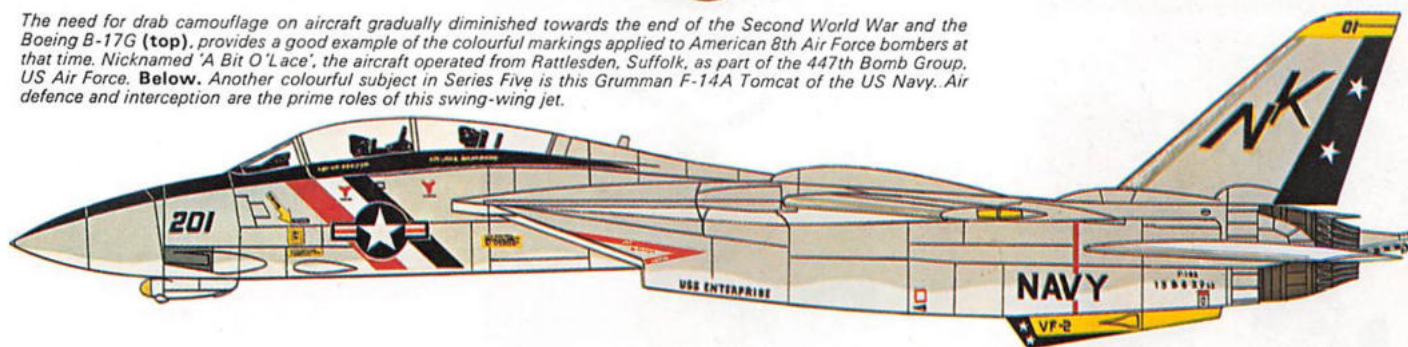 The need for drab camouflage on aircraft gradually diminished towards the end of the Second World War and the
Boeing B-17G (top), provides a good example of the colourful markings applied to American 8th Air Force bombers at
that time. Nicknamed 'A Bit O'Lace', the aircraft operated from Rattlesden, Suffolk, as part of the 447th Bomb Group,
US Air Force. Below. Another colourful subject in Series Five is this Grumman F-14A Tomcat of the US Navy. Air
defence and interception are the prime roles of this swing-wing jet.
01
NK
201
USS ENTERPRISE
NAVY
VF-2